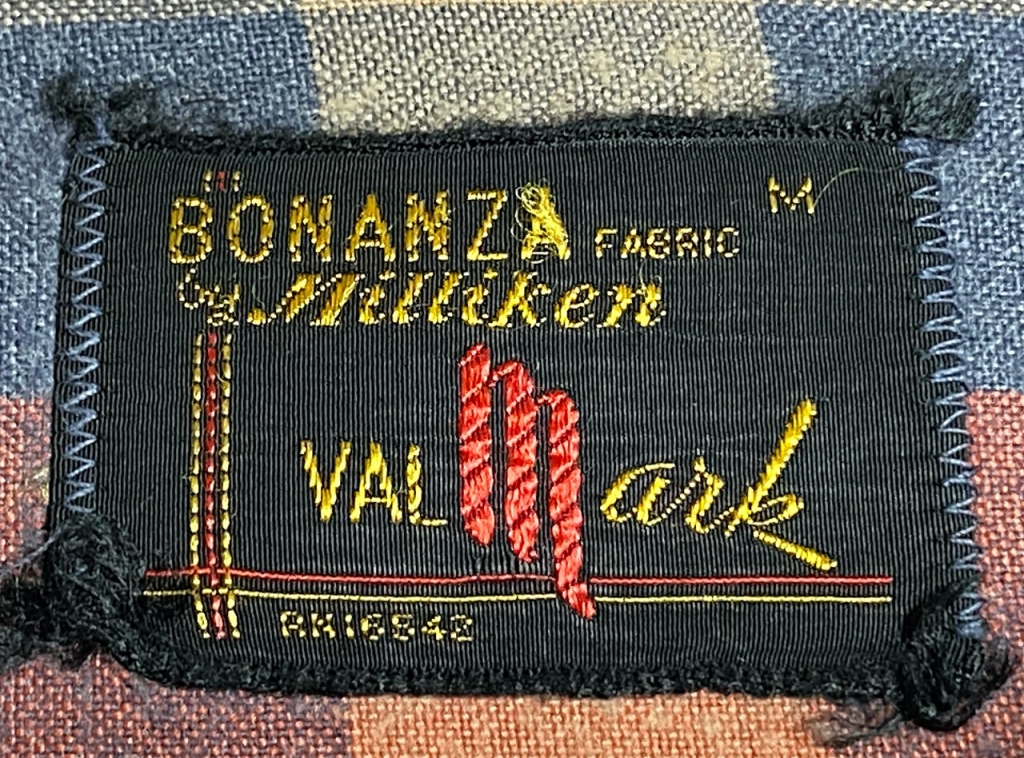 BONANZA FABRIC M
by Milliken
VAL Mark
RN16842